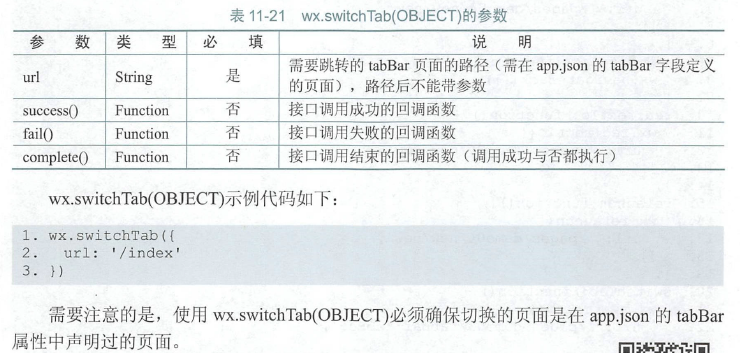 表 11-21 wx.switchTab(OBJECT)的参数
参 数 类 型 必 填 说 明
url String 是 需要跳转的 tabBar 页面的路径（需在 app.json 的 tabBar 字段定义
的页面），路径后不能带参数
success() Function 否 接口调用成功的回调函数
fail() Function 否 接口调用失败的回调函数
complete() Function 否 接口调用结束的回调函数（调用成功与否都执行）
wx.switchTab(OBJECT)示例代码如下：
1. wx.switchTab({
2. url: '/index'
3. })
需要注意的是，使用 wx.switchTab(OBJECT)必须确保切换的页面是在 app.json 的 tabBar
属性中声明过的页面。